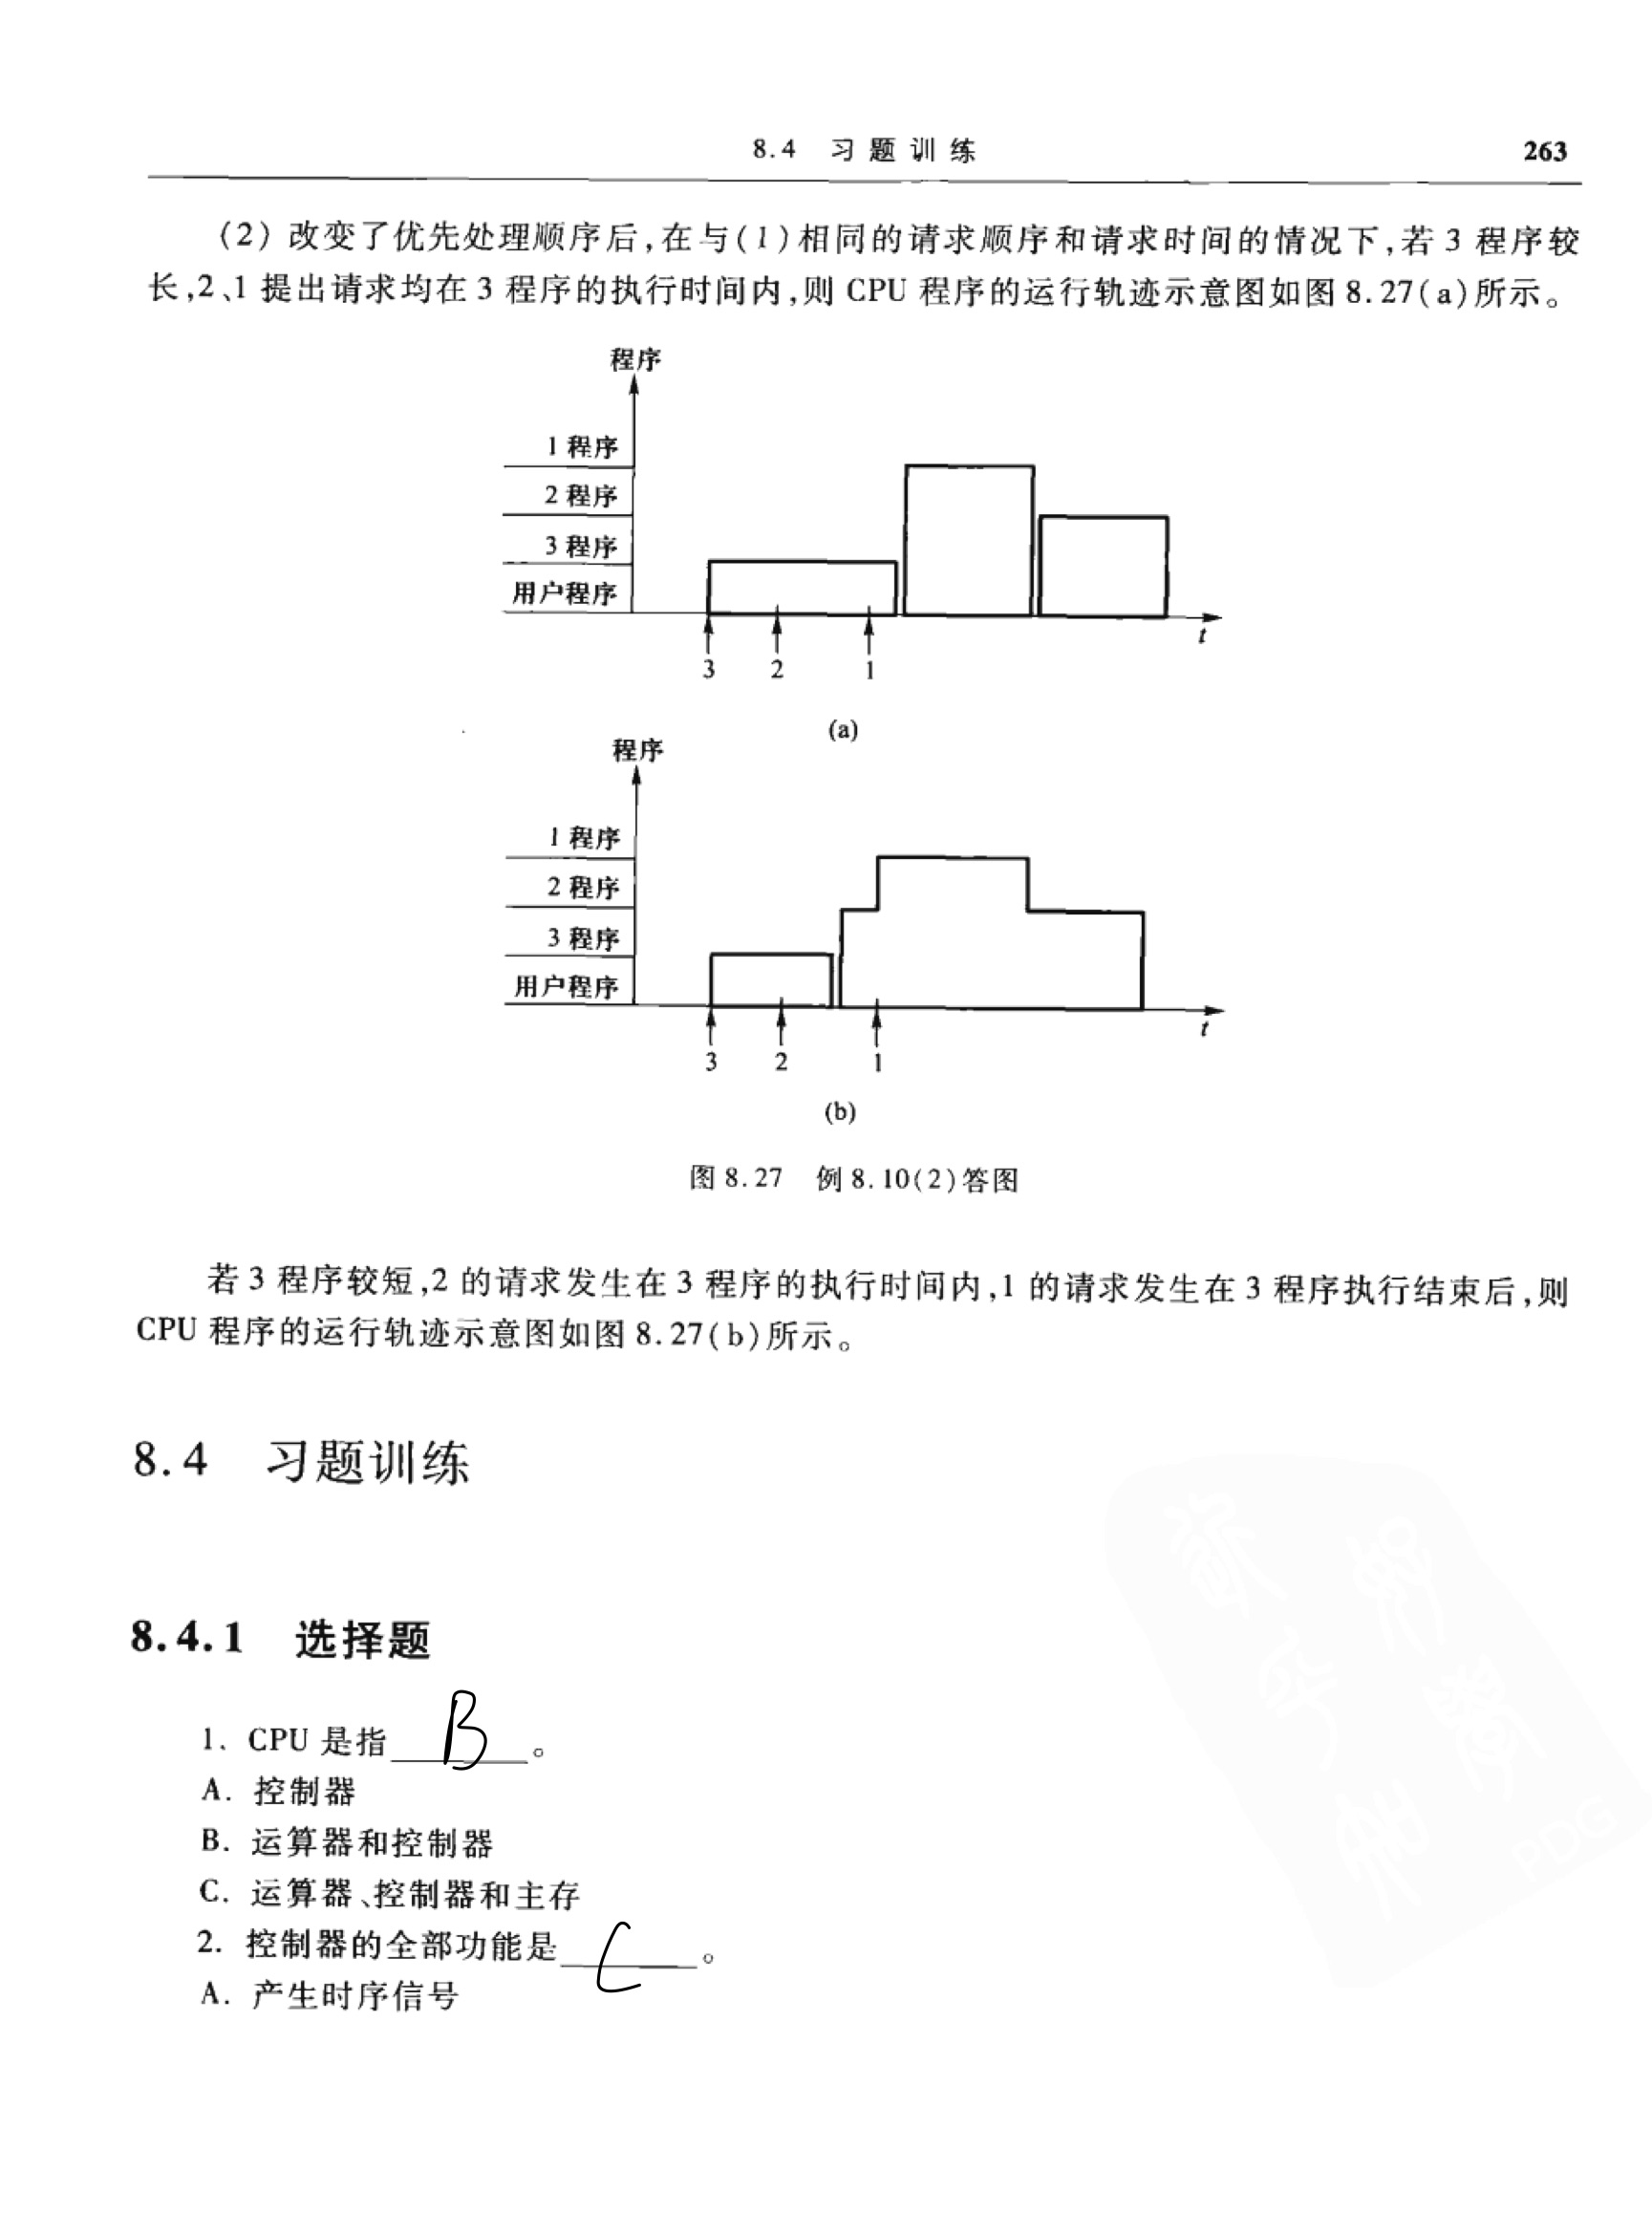 8.4 习题训练 263
(2) 改变了优先处理顺序后,在与(1)相同的请求顺序和请求时间的情况下,若 3 程序较
长,2、1 提出请求均在 3 程序的执行时间内,则 CPU 程序的运行轨迹示意图如图 8.27(a)所示。
程序
1 程序
2 程序
3 程序
用户程序
t
3 2 1
(a)
程序
1 程序
2 程序
3 程序
用户程序
t
3 2 1
(b)
图 8.27 例 8.10(2)答图
若 3 程序较短,2 的请求发生在 3 程序的执行时间内,1 的请求发生在 3 程序执行结束后,则
CPU 程序的运行轨迹示意图如图 8.27(b)所示。
8.4 习题训练
8.4.1 选择题
1. CPU 是指 B 。
A. 控制器
B. 运算器和控制器
C. 运算器、控制器和主存
2. 控制器的全部功能是 C 。
A. 产生时序信号
PDG